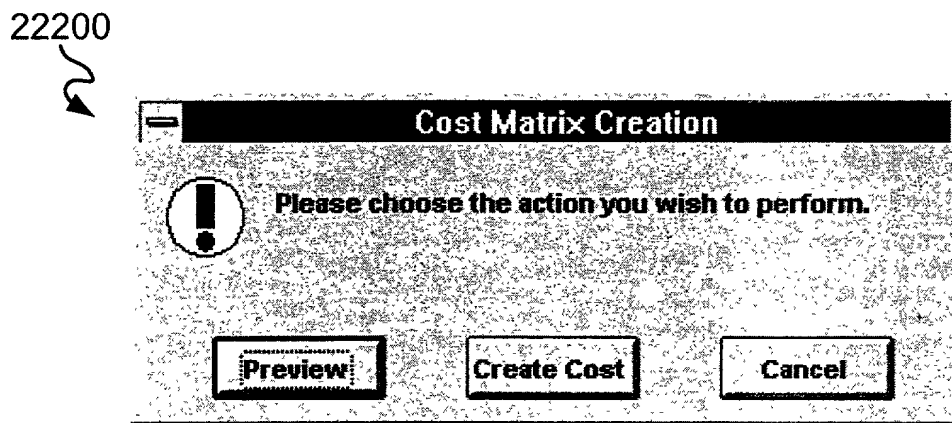 22200
Cost Matrix Creation
Please choose the action you wish to perform.
Preview Create Cost Cancel